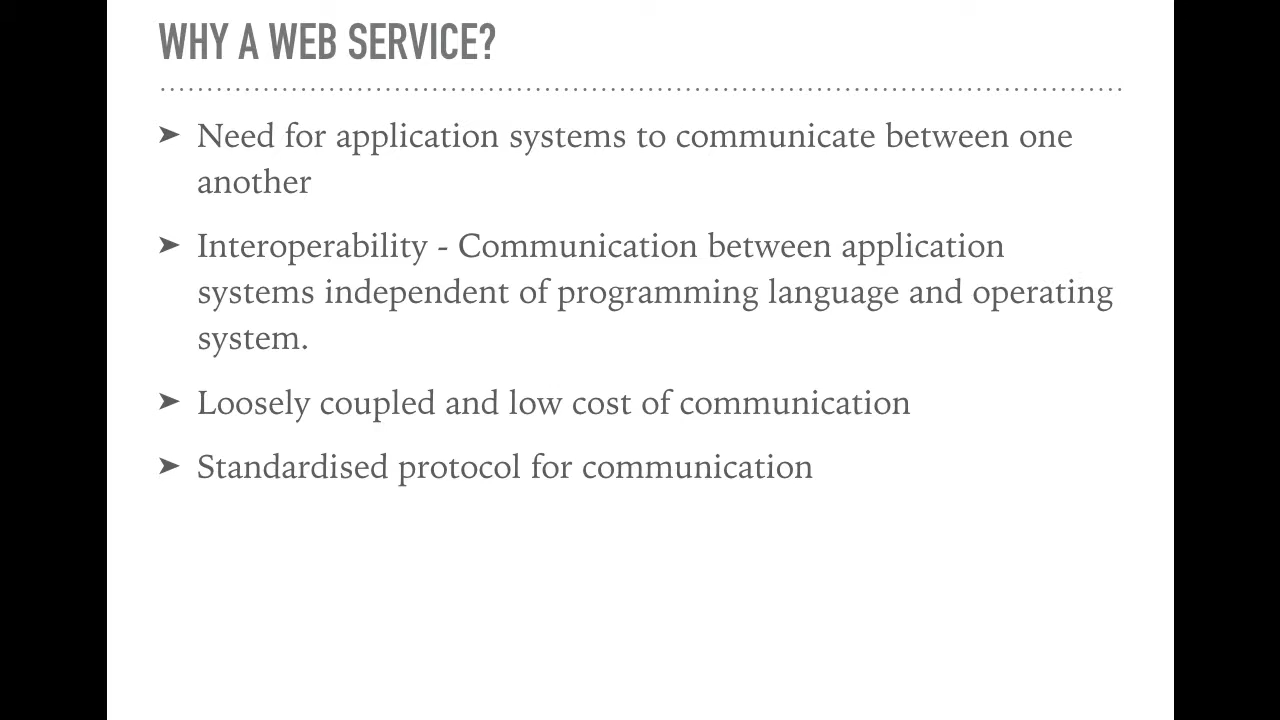 WHY A WEB SERVICE?
➤ Need for application systems to communicate between one
another
➤ Interoperability - Communication between application
systems independent of programming language and operating
system.
➤ Loosely coupled and low cost of communication
➤ Standardised protocol for communication